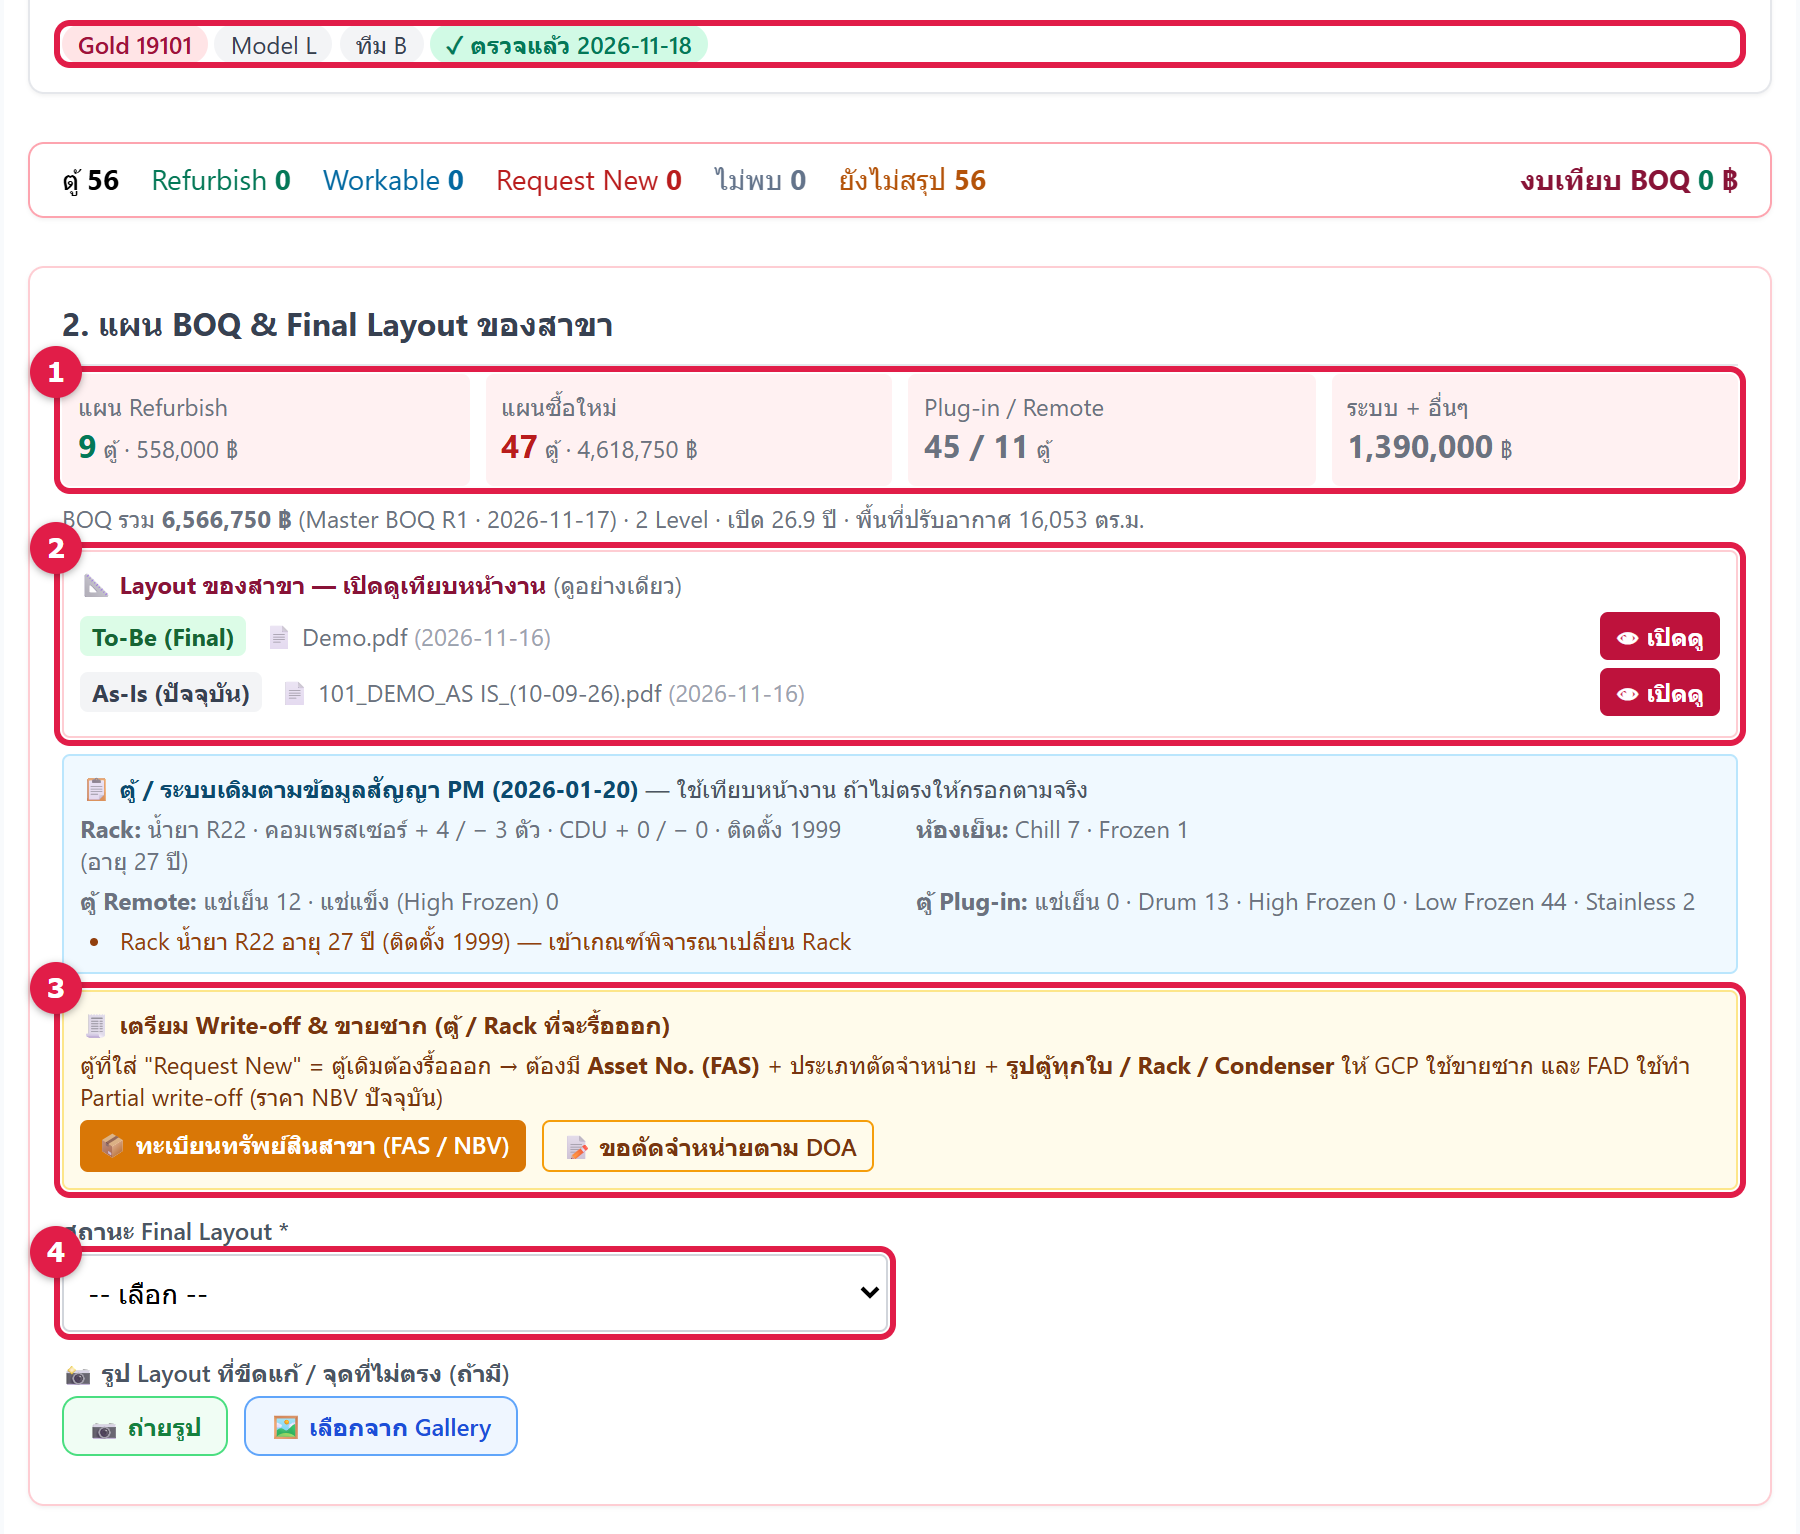 Gold 19101 Model L ทีม B ✓ ตรวจแล้ว 2026-11-18
ตู้ 56 Refurbish 0 Workable 0 Request New 0 ไม่พบ 0 ยังไม่สรุป 56 งบเทียบ BOQ 0 ฿
2. แผน BOQ & Final Layout ของสาขา
1
แผน Refurbish
9 ตู้ · 558,000 ฿
แผนซื้อใหม่
47 ตู้ · 4,618,750 ฿
Plug-in / Remote
45 / 11 ตู้
ระบบ + อื่นๆ
1,390,000 ฿
BOQ รวม 6,566,750 ฿ (Master BOQ R1 · 2026-11-17) · 2 Level · เปิด 26.9 ปี · พื้นที่ปรับอากาศ 16,053 ตร.ม.
2
Layout ของสาขา — เปิดดูเทียบหน้างาน (ดูอย่างเดียว)
To-Be (Final) Demo.pdf (2026-11-16) เปิดดู
As-Is (ปัจจุบัน) 101_DEMO_AS IS_(10-09-26).pdf (2026-11-16) เปิดดู
ตู้ / ระบบเดิมตามข้อมูลสัญญา PM (2026-01-20) — ใช้เทียบหน้างาน ถ้าไม่ตรงให้กรอกตามจริง
Rack: น้ำยา R22 · คอมเพรสเซอร์ + 4 / − 3 ตัว · CDU + 0 / − 0 · ติดตั้ง 1999
(อายุ 27 ปี)
ห้องเย็น: Chill 7 · Frozen 1
ตู้ Remote: แช่เย็น 12 · แช่แข็ง (High Frozen) 0
ตู้ Plug-in: แช่เย็น 0 · Drum 13 · High Frozen 0 · Low Frozen 44 · Stainless 2
• Rack น้ำยา R22 อายุ 27 ปี (ติดตั้ง 1999) — เข้าเกณฑ์พิจารณาเปลี่ยน Rack
3
เตรียม Write-off & ขายซาก (ตู้ / Rack ที่จะรื้อออก)
ตู้ที่ใส่ "Request New" = ตู้เดิมต้องรื้อออก → ต้องมี Asset No. (FAS) + ประเภทตัดจำหน่าย + รูปตู้ทุกใบ / Rack / Condenser ให้ GCP ใช้ขายซาก และ FAD ใช้ทำ
Partial write-off (ราคา NBV ปัจจุบัน)
ทะเบียนทรัพย์สินสาขา (FAS / NBV) ขอตัดจำหน่ายตาม DOA
สถานะ Final Layout *
4
-- เลือก --
รูป Layout ที่ขีดแก้ / จุดที่ไม่ตรง (ถ้ามี)
ถ่ายรูป เลือกจาก Gallery